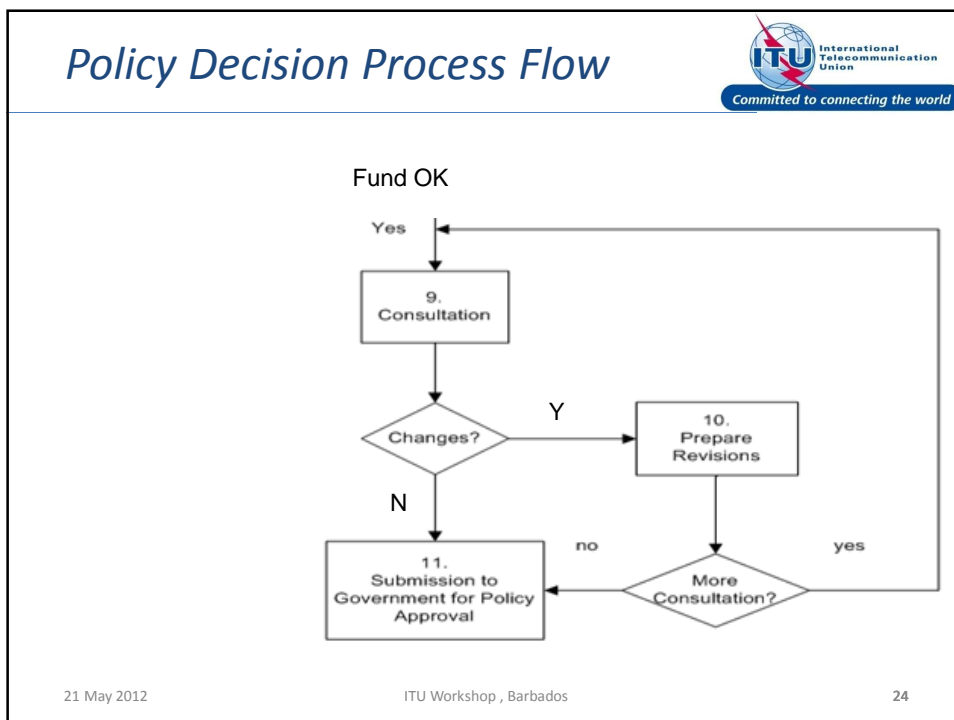 Policy Decision Process Flow
ITU
International
Telecommunication
Union
Committed to connecting the world
Fund OK
Yes
9.
Consultation
Changes?
Y
10.
Prepare
Revisions
N
no
yes
11.
Submission to
Government for Policy
Approval
More
Consultation?
21 May 2012
ITU Workshop , Barbados
24